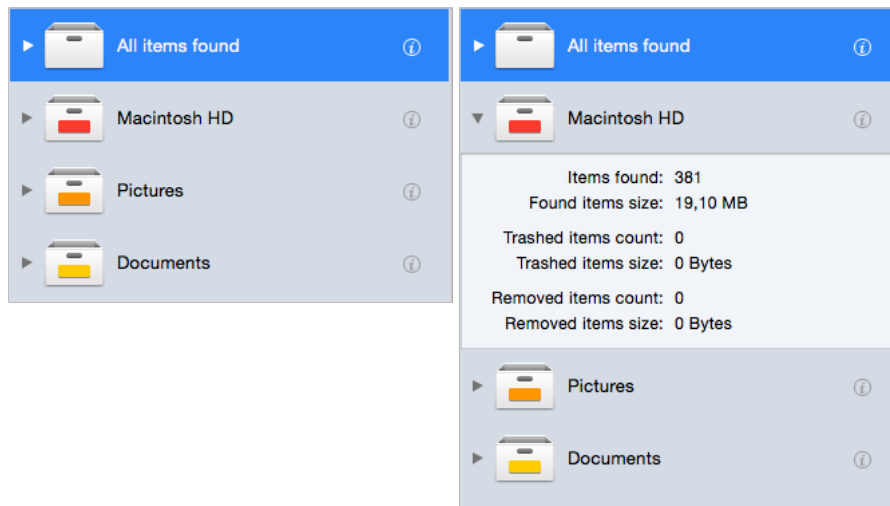 All items found
Macintosh HD
Pictures
Documents
All items found
Macintosh HD
Items found: 381
Found items size: 19,10 MB
Trashed items count: 0
Trashed items size: 0 Bytes
Removed items count: 0
Removed items size: 0 Bytes
Pictures
Documents